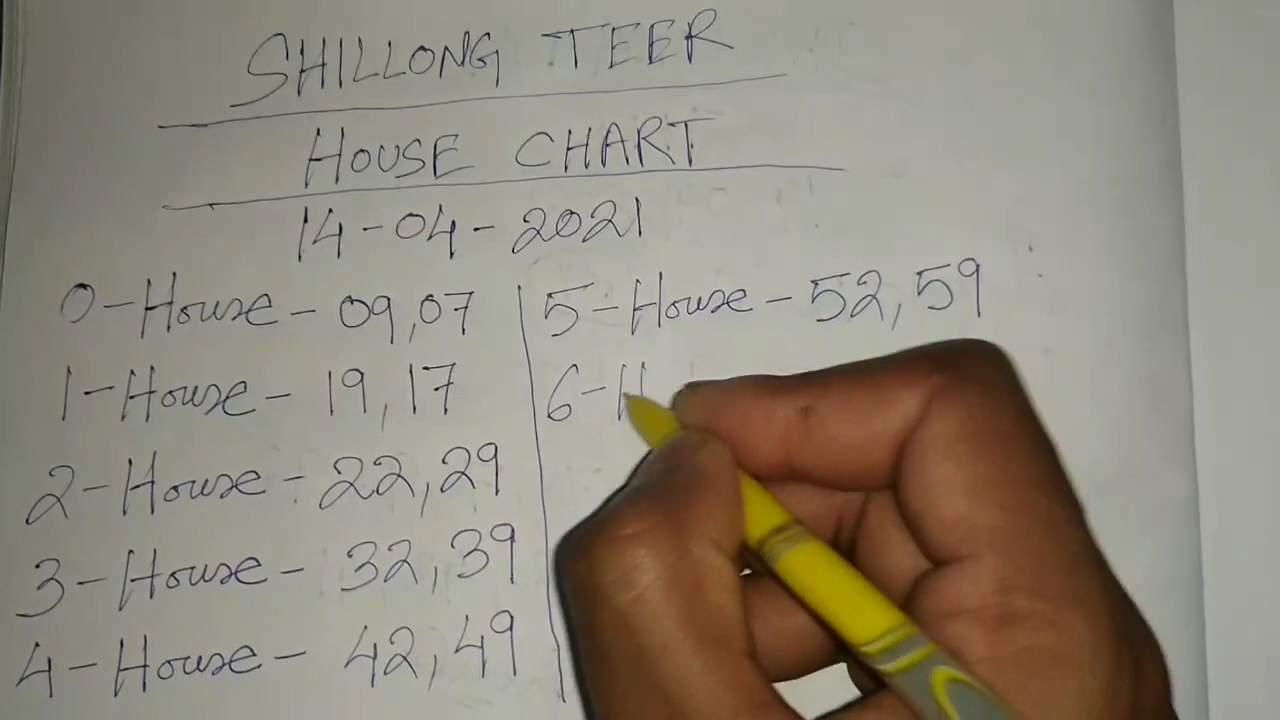 SHILLONG TEER
HOUSE CHART
14-04-2021
0-House-09,07
1-House-19,17
2-House-22,29
3-House-32,39
4-House-42,49
5-House-52,59
6-H